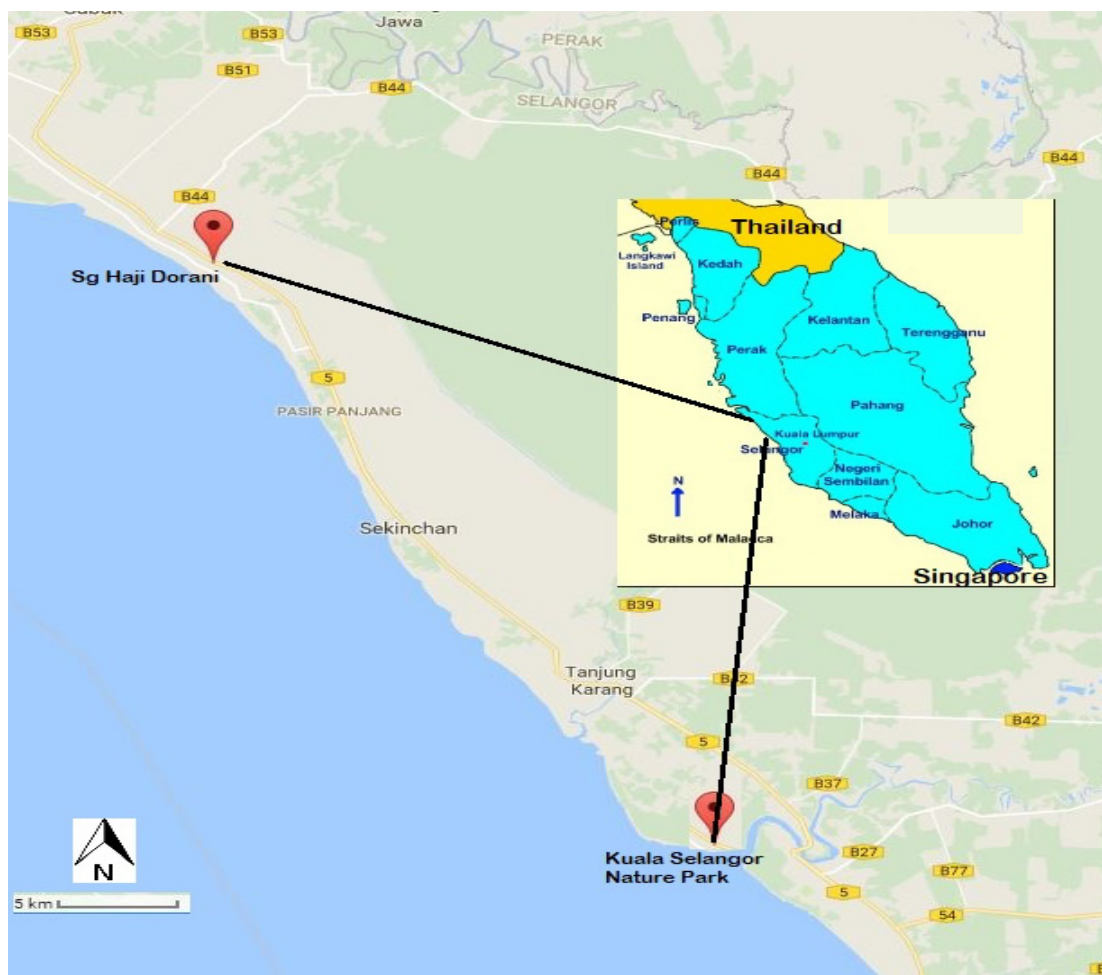 Sabak
Jawa
B53
B53
PERAK
B51
B44
SELANGOR
B44
B44
B44
Sg Haji Dorani
5
PASIR PANJANG
Sekinchan
Thailand
Perlis
Langkawi
Island
Kedah
Penang
Kelantan
Terengganu
Perak
Pahang
Kuala Lumpur
Selangor
Negeri
Sembilan
N
Melaka
Johor
Straits of Malacca
Singapore
B39
Tanjung
Karang
B42
B42
5
B37
Kuala Selangor
Nature Park
B27
B77
5
54
N
5 km